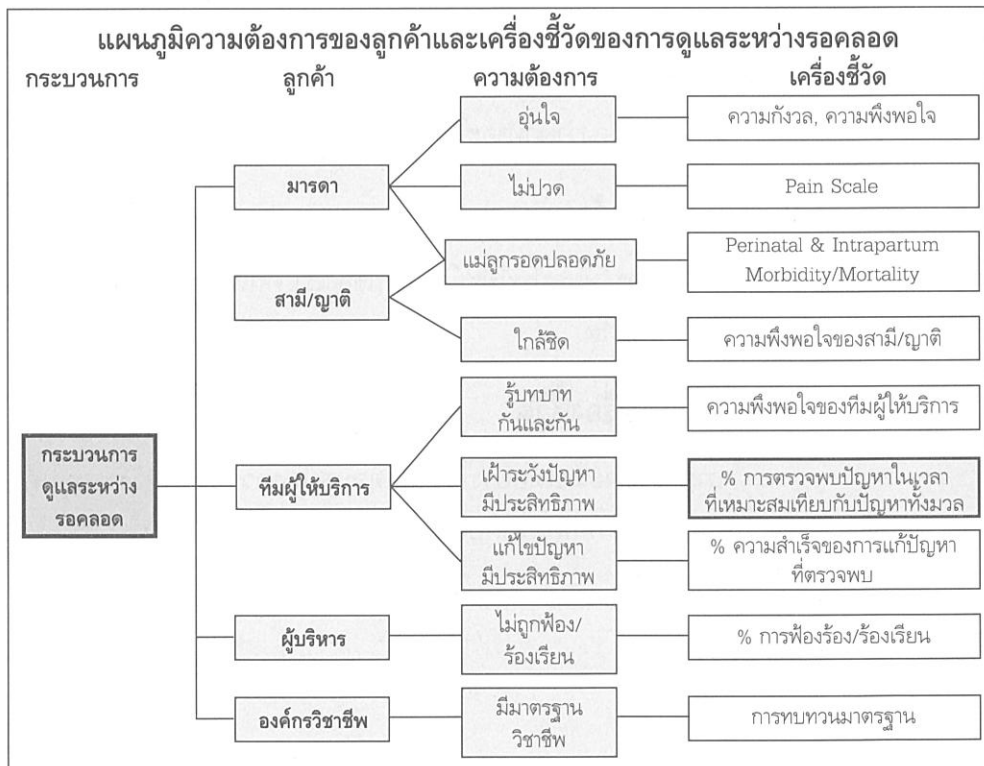 แผนภูมิความต้องการของลูกค้าและเครื่องชี้วัดของการดูแลระหว่างรอคลอด
กระบวนการ ลูกค้า ความต้องการ เครื่องชี้วัด
กระบวนการ
ดูแลระหว่าง
รอคลอด
มารดา
อุ่นใจ
ความกังวล, ความพึงพอใจ
ไม่ปวด
Pain Scale
แม่ลูกรอดปลอดภัย
Perinatal & Intrapartum
Morbidity/Mortality
สามี/ญาติ
ใกล้ชิด
ความพึงพอใจของสามี/ญาติ
ทีมผู้ให้บริการ
รู้บทบาท
กันและกัน
ความพึงพอใจของทีมผู้ให้บริการ
เฝ้าระวังปัญหา
มีประสิทธิภาพ
% การตรวจพบปัญหาในเวลา
ที่เหมาะสมเทียบกับปัญหาทั้งมวล
แก้ไขปัญหา
มีประสิทธิภาพ
% ความสำเร็จของการแก้ปัญหา
ที่ตรวจพบ
ผู้บริหาร
ไม่ถูกฟ้อง/
ร้องเรียน
% การฟ้องร้อง/ร้องเรียน
องค์กรวิชาชีพ
มีมาตรฐาน
วิชาชีพ
การทบทวนมาตรฐาน